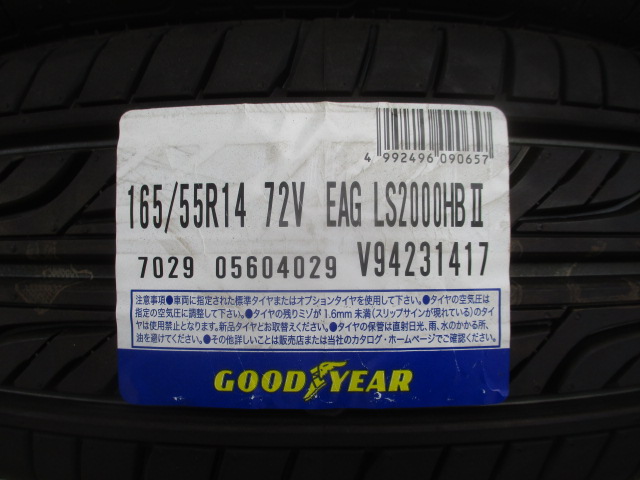 4 992496 090657
165/55R14 72V EAG LS2000HBⅡ
7029 05604029 V94231417
注意事項●車両に指定された標準タイヤまたはオプションタイヤを使用して下さい。●タイヤの空気圧は
指定の空気圧に調整して下さい。●タイヤの残りミゾが1.6mm未満(スリップサインが現れている)のタイ
ヤは使用禁止となります。新品タイヤとお取替えください。●タイヤの保管は直射日光、雨、水のかかる所、
油を避けてください。●その他詳しいことは販売店または当社のカタログ・ホームページでご確認ください。
GOODYEAR